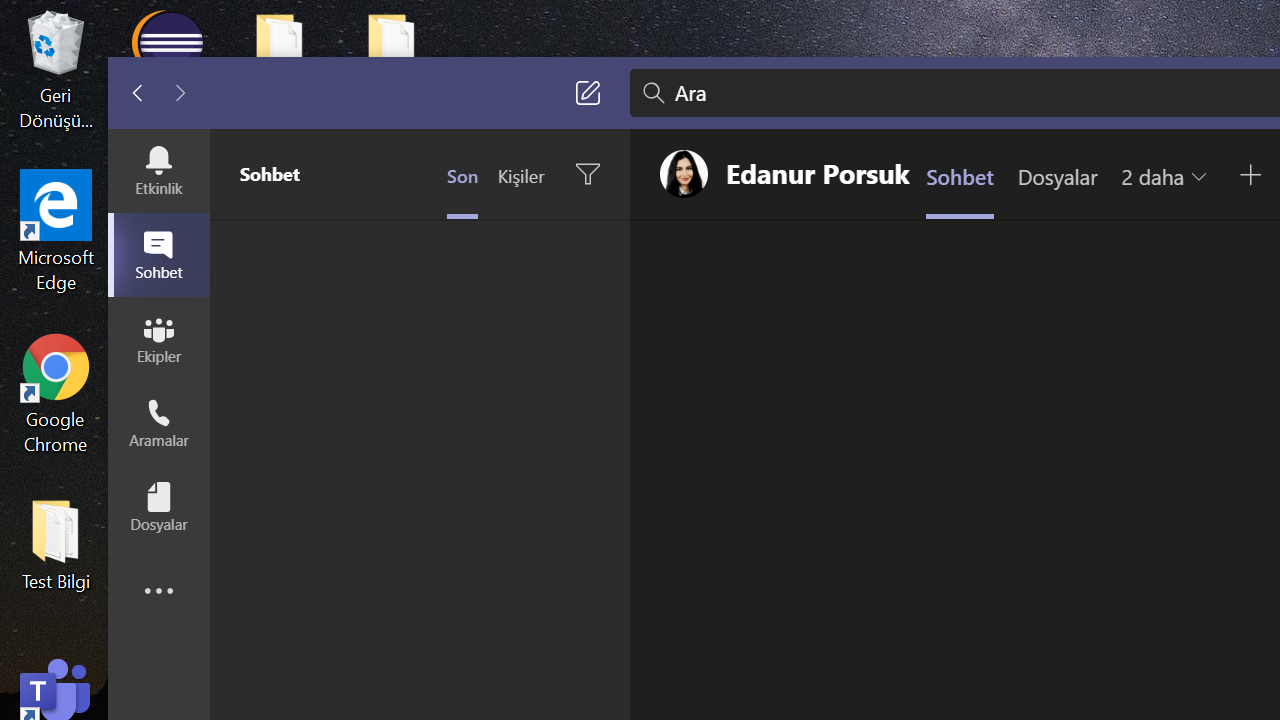 Geri
Dönüşü...
Microsoft
Edge
Google
Chrome
Test Bilgi
T
Ara
Etkinlik
Sohbet
Ekipler
Aramalar
Dosyalar
Sohbet
Son
Kişiler
Edanur Porsuk
Sohbet
Dosyalar
2 daha